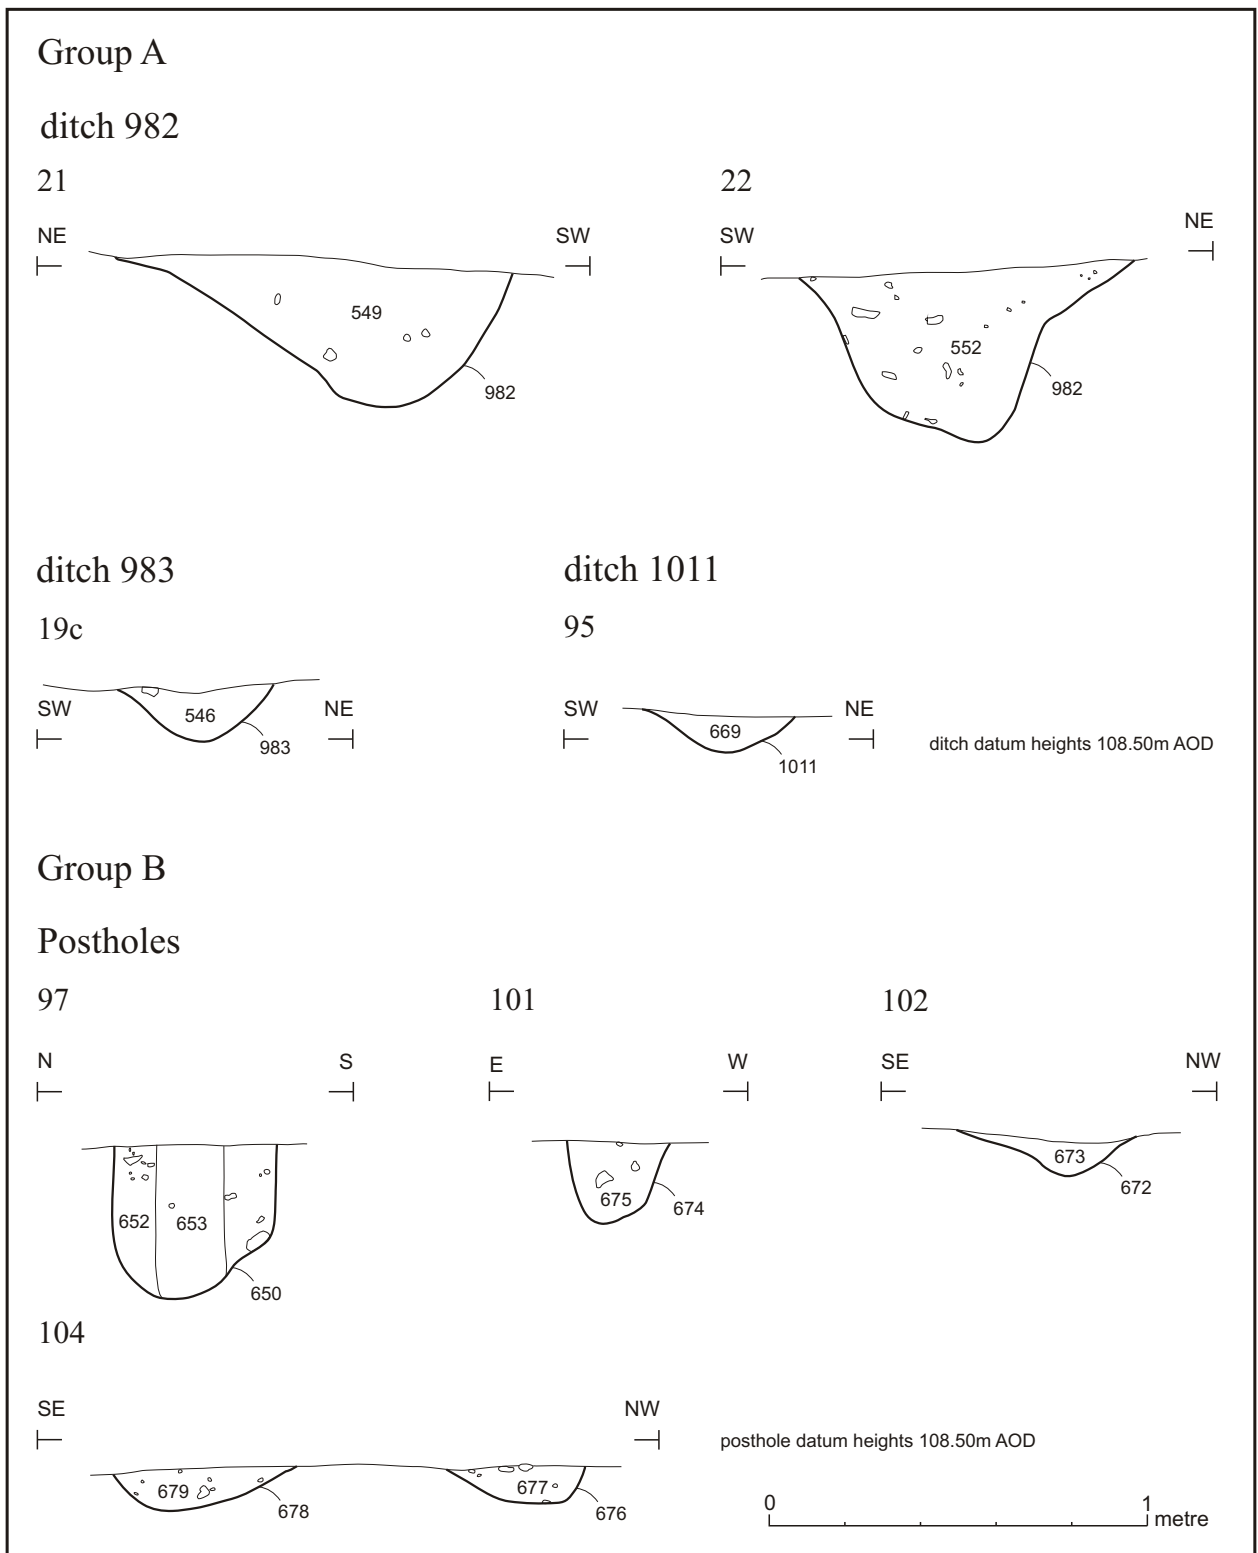 Group A
ditch 982
21
22
NE
SW
SW
NE
549
982
552
982
ditch 983
ditch 1011
19c
95
SW
NE
546
983
SW
NE
669
1011
ditch datum heights 108.50m AOD
Group B
Postholes
97
101
102
N
S
E
W
SE
NW
652
653
650
675
674
673
672
104
SE
NW
posthole datum heights 108.50m AOD
679
678
677
676
0
1
metre